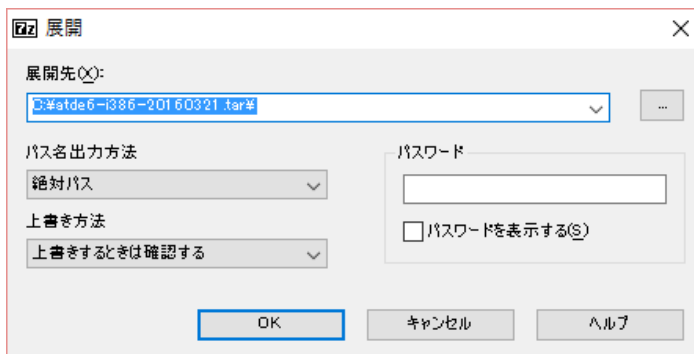 7z 展開
展開先(X):
C:¥atde6-i386-20160321.tar¥
...
パス名出力方法
絶対パス
上書き方法
上書きするときは確認する
パスワード
パスワードを表示する(S)
OK
キャンセル
ヘルプ